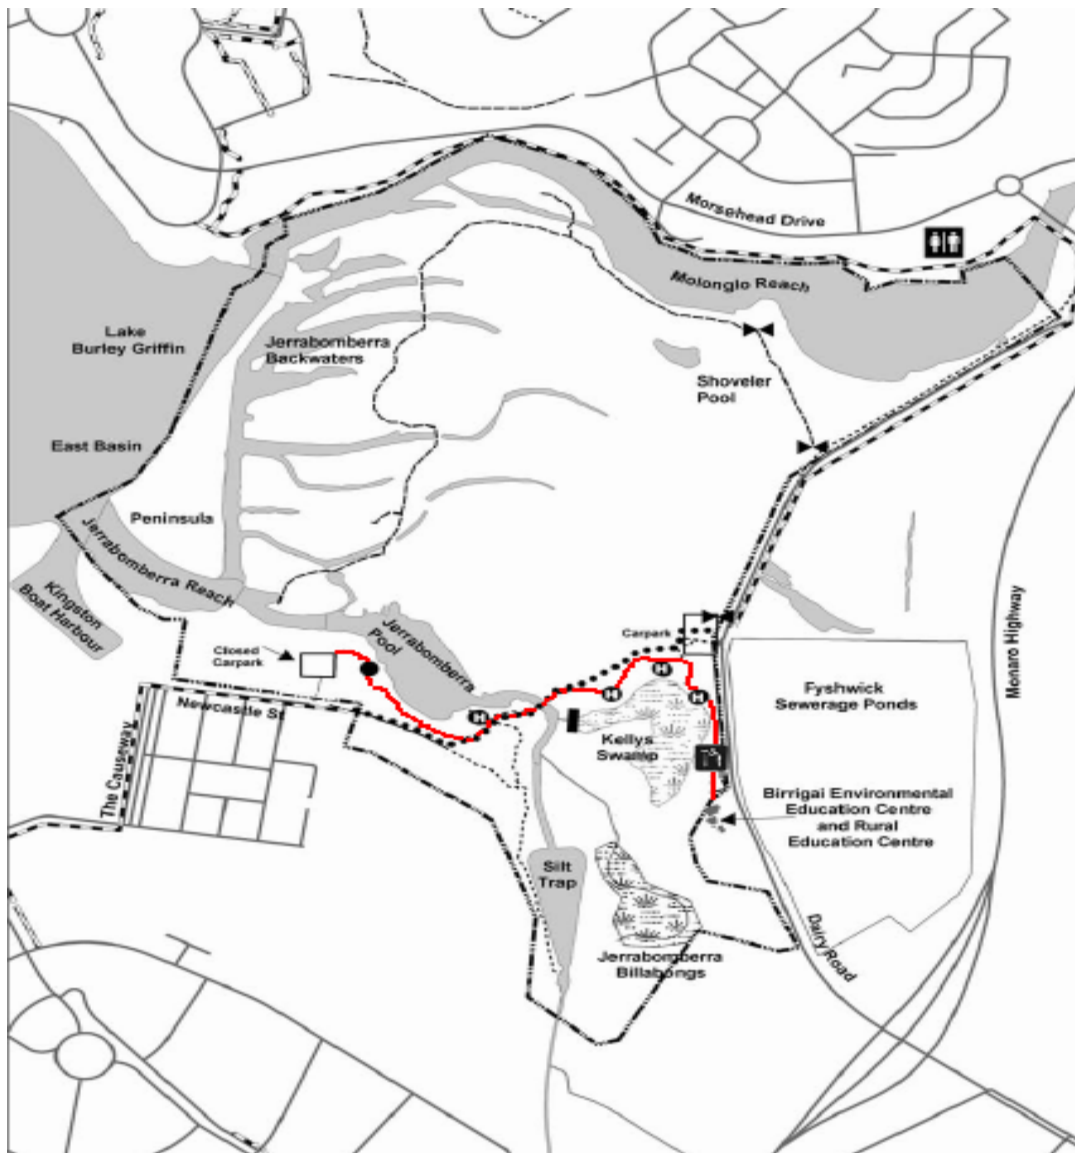 Morsehead Drive
Molonglo Reach
Lake
Burley Griffin
Jerrabomberra
Backwaters
Shoveler
Pool
East Basin
Peninsula
Jerrabomberra Reach
Kingston
Boat Harbour
Jerrabomberra
Pool
Carpark
Closed
Carpark
Monaro Highway
Fyshwick
Sewerage Ponds
Newcastle St
H
H
H
H
Kellys
Swamp
The Causeway
Birrigai Environmental
Education Centre
and Rural
Education Centre
Silt
Trap
Dairy Road
Jerrabomberra
Billabongs